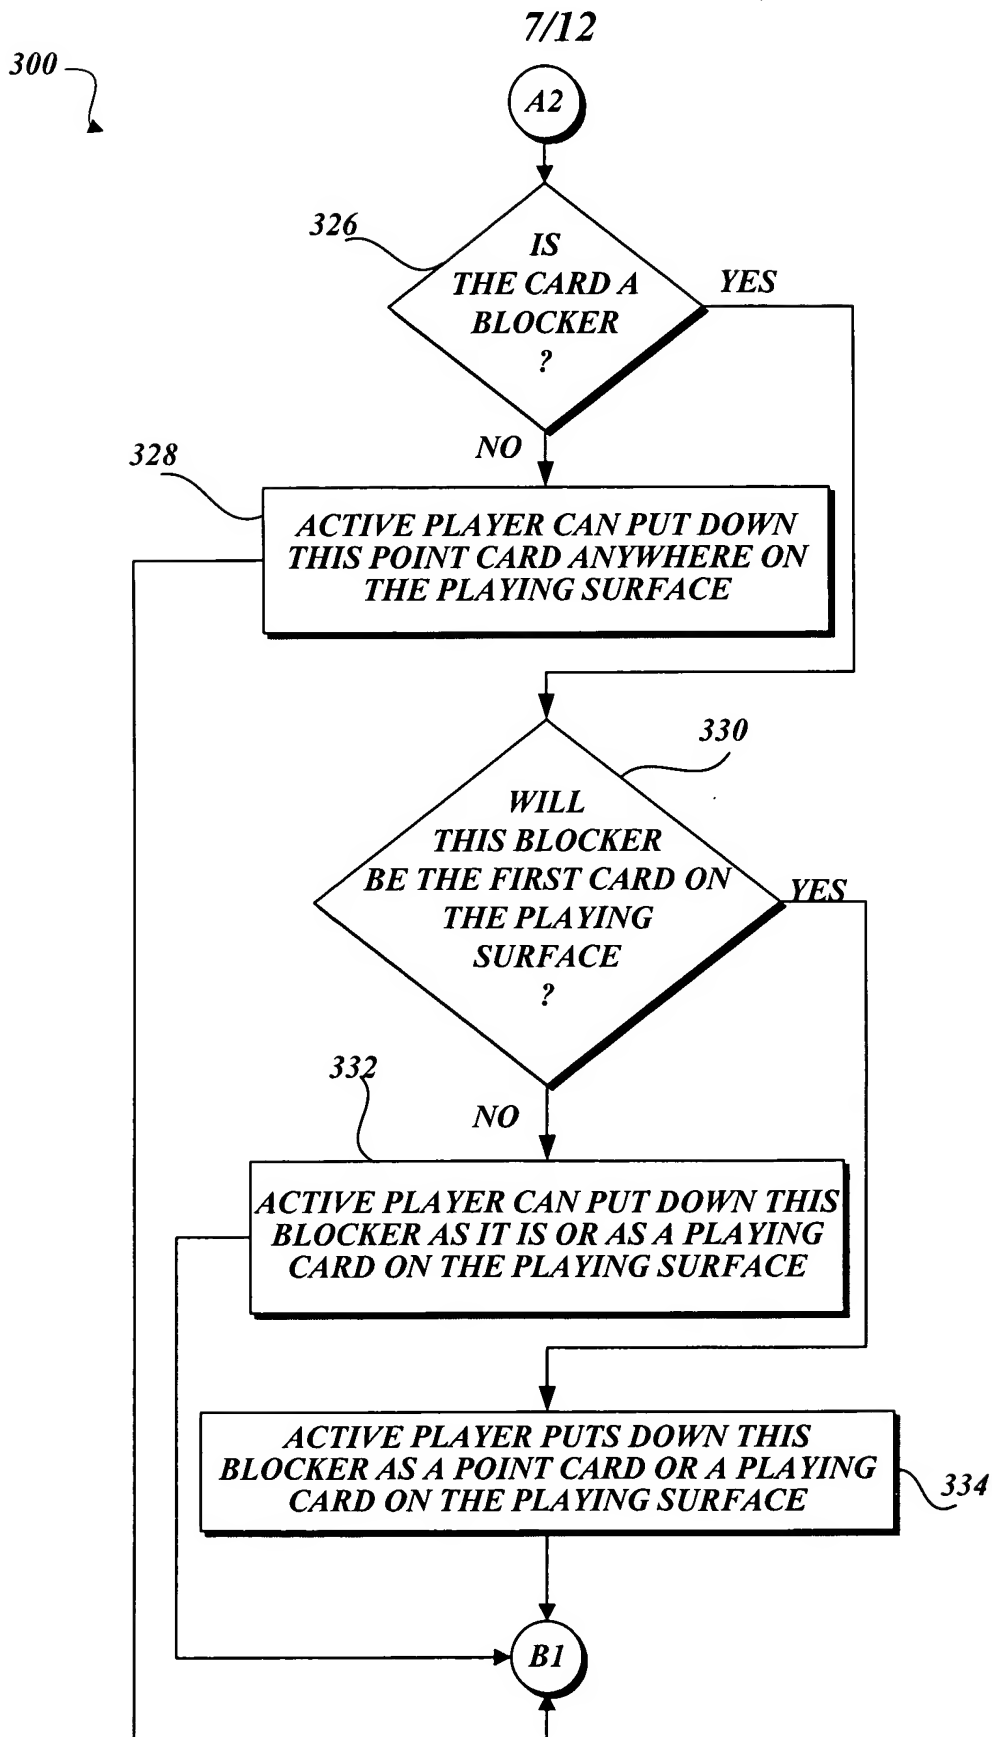 7/12
300
A2
326
IS
THE CARD A
BLOCKER
?
YES
NO
328
ACTIVE PLAYER CAN PUT DOWN
THIS POINT CARD ANYWHERE ON
THE PLAYING SURFACE
330
WILL
THIS BLOCKER
BE THE FIRST CARD ON
THE PLAYING
SURFACE
?
YES
332
NO
ACTIVE PLAYER CAN PUT DOWN THIS
BLOCKER AS IT IS OR AS A PLAYING
CARD ON THE PLAYING SURFACE
ACTIVE PLAYER PUTS DOWN THIS
BLOCKER AS A POINT CARD OR A PLAYING
CARD ON THE PLAYING SURFACE
334
B1